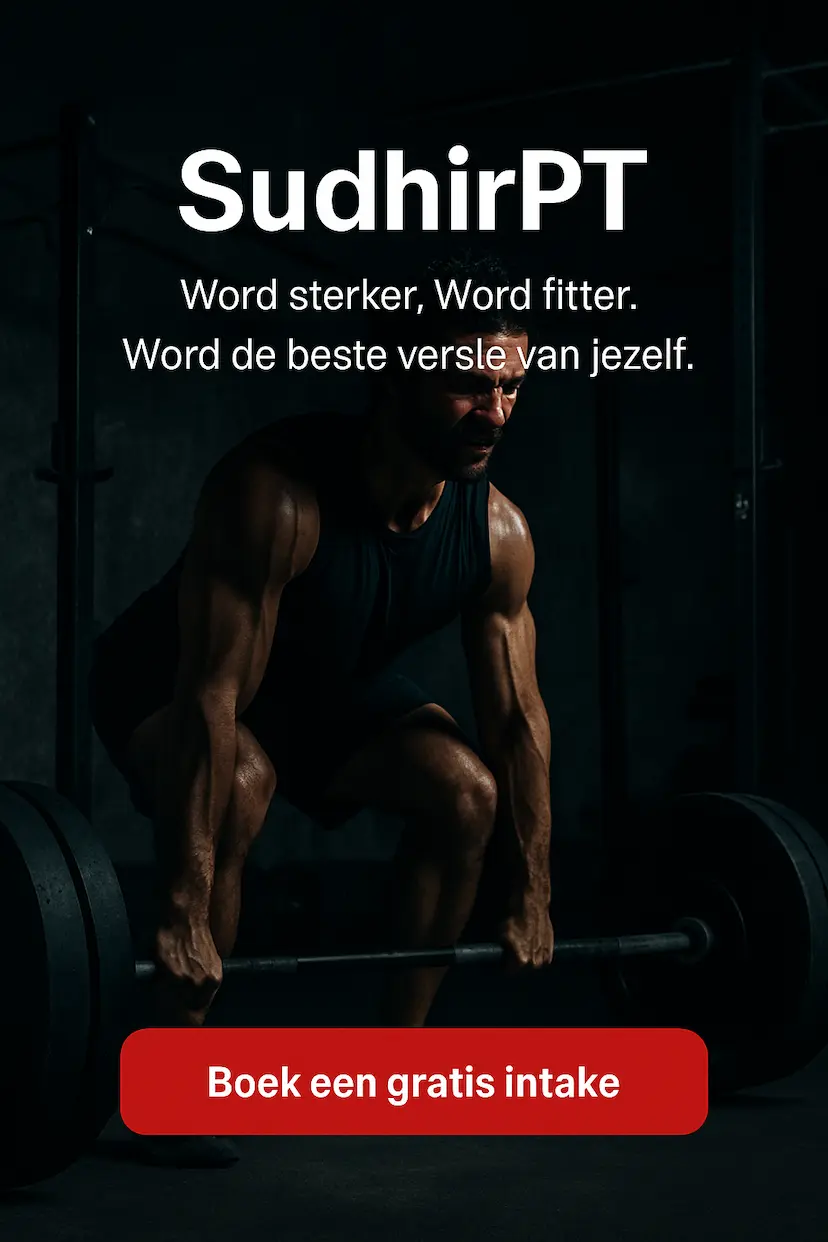 SudhirPT
Word sterker, Word fitter.
Word de beste versle van jezelf.
Boek een gratis intake